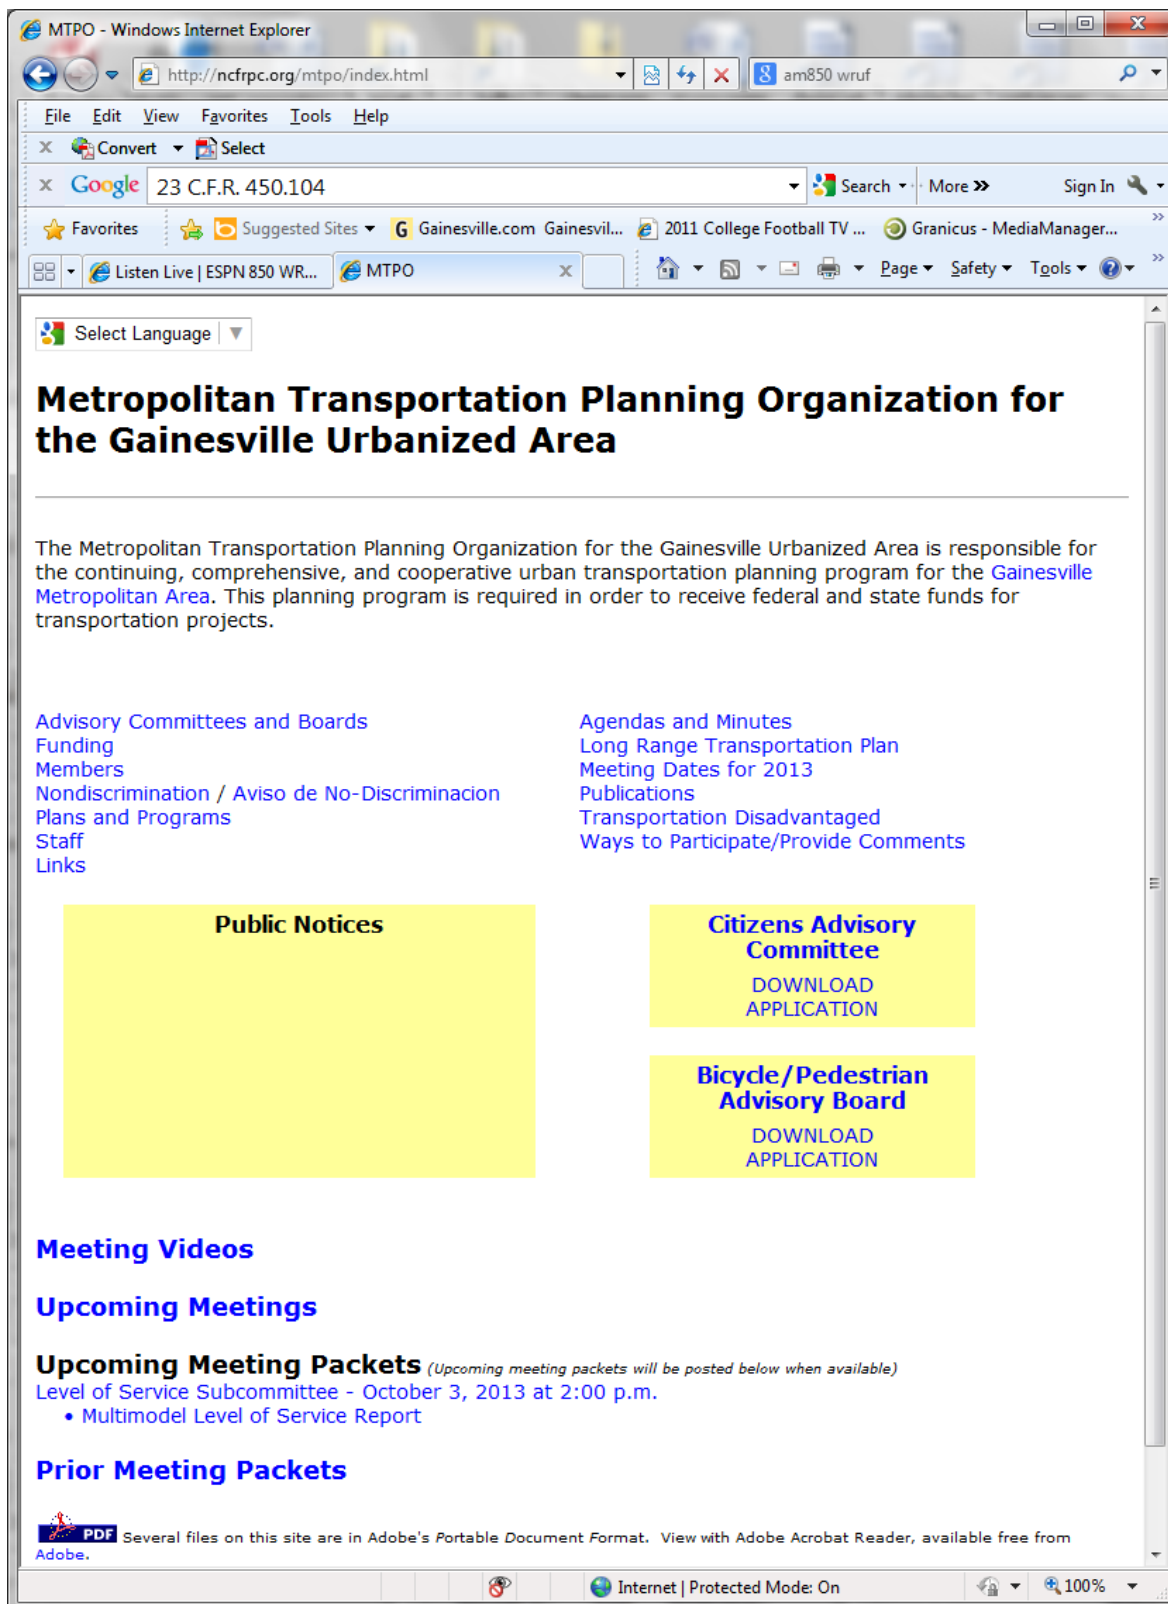 MTPO - Windows Internet Explorer
http://ncfrpc.org/mtpo/index.html
am850 wruf
File Edit View Favorites Tools Help
x Convert Select
x Google 23 C.F.R. 450.104 Search More >> Sign In
Favorites Suggested Sites G Gainesville.com Gainesvil... 2011 College Football TV ... Granicus - MediaManager... >>
Listen Live | ESPN 850 WR... MTPO x Page Safety Tools >>
Select Language
Metropolitan Transportation Planning Organization for
the Gainesville Urbanized Area
The Metropolitan Transportation Planning Organization for the Gainesville Urbanized Area is responsible for
the continuing, comprehensive, and cooperative urban transportation planning program for the Gainesville
Metropolitan Area. This planning program is required in order to receive federal and state funds for
transportation projects.
Advisory Committees and Boards
Funding
Members
Nondiscrimination / Aviso de No-Discriminacion
Plans and Programs
Staff
Links
Agendas and Minutes
Long Range Transportation Plan
Meeting Dates for 2013
Publications
Transportation Disadvantaged
Ways to Participate/Provide Comments
Public Notices
Citizens Advisory
Committee
DOWNLOAD
APPLICATION
Bicycle/Pedestrian
Advisory Board
DOWNLOAD
APPLICATION
Meeting Videos
Upcoming Meetings
Upcoming Meeting Packets (Upcoming meeting packets will be posted below when available)
Level of Service Subcommittee - October 3, 2013 at 2:00 p.m.
• Multimodel Level of Service Report
Prior Meeting Packets
PDF Several files on this site are in Adobe's Portable Document Format. View with Adobe Acrobat Reader, available free from
Adobe.
Internet | Protected Mode: On 100%